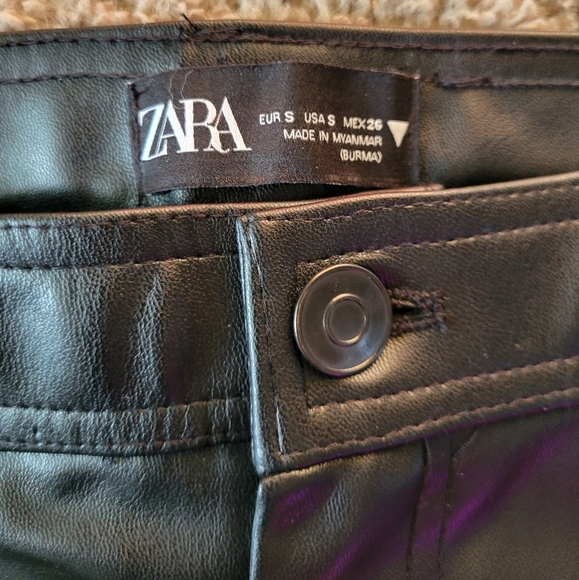 ZARA
EUR S USA S MEX 26
MADE IN MYANMAR
(BURMA)